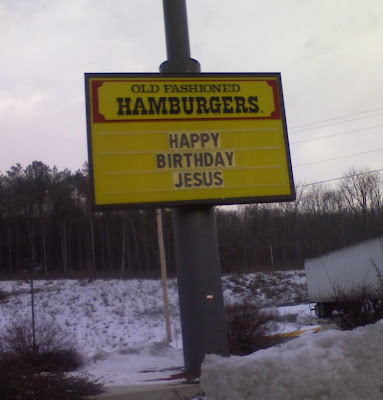 OLD FASHIONED
HAMBURGERS
HAPPY
BIRTHDAY
JESUS